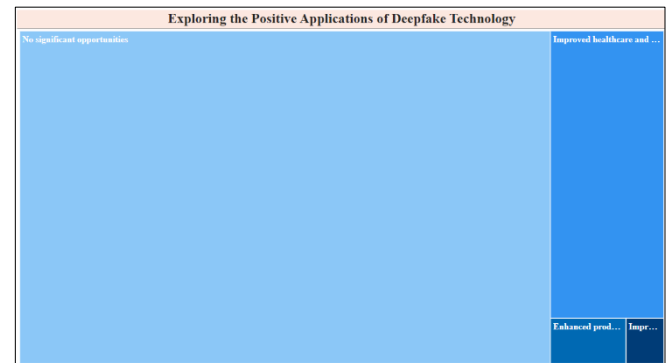 Exploring the Positive Applications of Deepfake Technology
No significant opportunities
Improved healthcare and ...
Enhanced prod...
Impr...